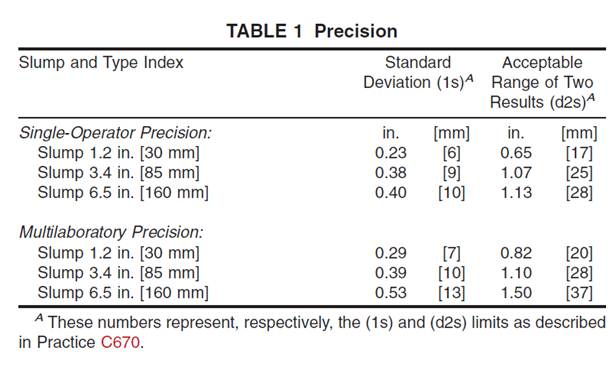 TABLE 1 Precision
Slump and Type Index Standard Deviation (1s)A Acceptable Range of Two Results (d2s)A
Single-Operator Precision: in. [mm] in. [mm]
Slump 1.2 in. [30 mm] 0.23 [6] 0.65 [17]
Slump 3.4 in. [85 mm] 0.38 [9] 1.07 [25]
Slump 6.5 in. [160 mm] 0.40 [10] 1.13 [28]
Multilaboratory Precision:
Slump 1.2 in. [30 mm] 0.29 [7] 0.82 [20]
Slump 3.4 in. [85 mm] 0.39 [10] 1.10 [28]
Slump 6.5 in. [160 mm] 0.53 [13] 1.50 [37]
A These numbers represent, respectively, the (1s) and (d2s) limits as described
in Practice C670.